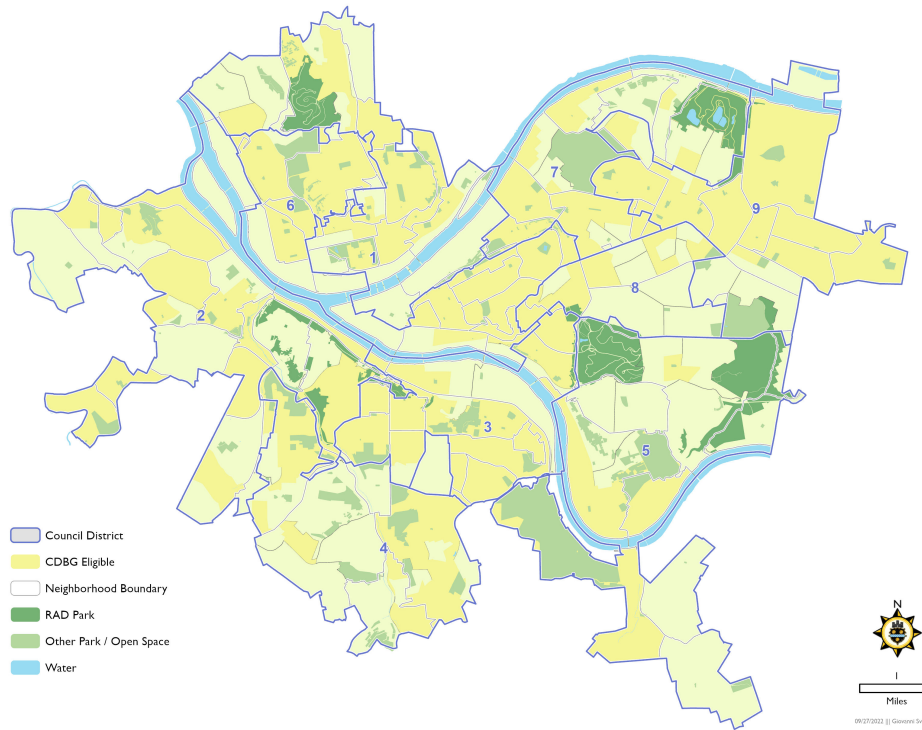 7
9
6
1
8
2
3
5
4
Council District
CDBG Eligible
Neighborhood Boundary
RAD Park
Other Park / Open Space
Water
N
1
Miles
09/27/2022 || Giovanni